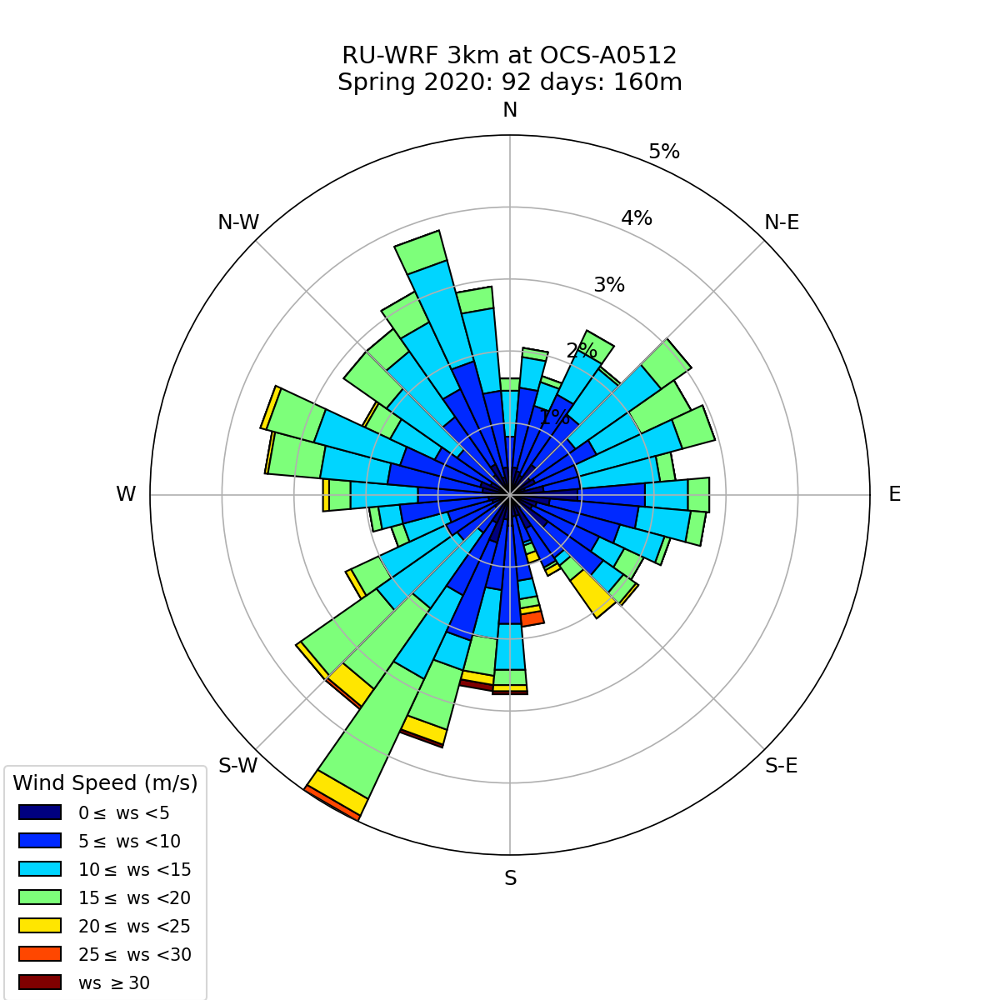 RU-WRF 3km at OCS-A0512
Spring 2020: 92 days: 160m
N
5%
N-W
4%
N-E
3%
2%
1%
W
E
S-W
S-E
S
Wind Speed (m/s)
0 ≤ ws <5
5 ≤ ws <10
10 ≤ ws <15
15 ≤ ws <20
20 ≤ ws <25
25 ≤ ws <30
ws ≥ 30